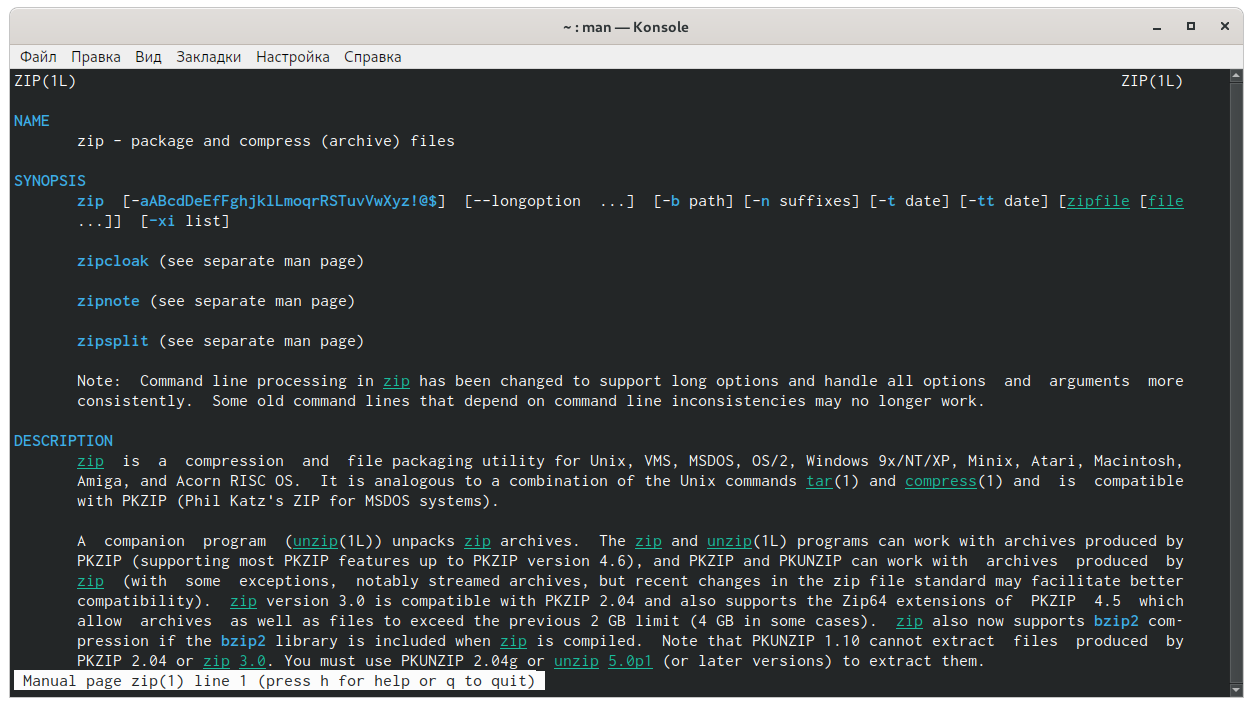 ~ : man — Konsole
Файл Правка Вид Закладки Настройка Справка
ZIP(1L) ZIP(1L)
NAME
zip - package and compress (archive) files
SYNOPSIS
zip [-aABcdDeEfFghjklLmoqrRSTuvVwXyz!@$] [--longoption ...] [-b path] [-n suffixes] [-t date] [-tt date] [zipfile [file
...]] [-xi list]
zipcloak (see separate man page)
zipnote (see separate man page)
zipsplit (see separate man page)
Note: Command line processing in zip has been changed to support long options and handle all options and arguments more
consistently. Some old command lines that depend on command line inconsistencies may no longer work.
DESCRIPTION
zip is a compression and file packaging utility for Unix, VMS, MSDOS, OS/2, Windows 9x/NT/XP, Minix, Atari, Macintosh,
Amiga, and Acorn RISC OS. It is analogous to a combination of the Unix commands tar(1) and compress(1) and is compatible
with PKZIP (Phil Katz's ZIP for MSDOS systems).
A companion program (unzip(1L)) unpacks zip archives. The zip and unzip(1L) programs can work with archives produced by
PKZIP (supporting most PKZIP features up to PKZIP version 4.6), and PKZIP and PKUNZIP can work with archives produced by
zip (with some exceptions, notably streamed archives, but recent changes in the zip file standard may facilitate better
compatibility). zip version 3.0 is compatible with PKZIP 2.04 and also supports the Zip64 extensions of PKZIP 4.5 which
allow archives as well as files to exceed the previous 2 GB limit (4 GB in some cases). zip also now supports bzip2 com-
pression if the bzip2 library is included when zip is compiled. Note that PKUNZIP 1.10 cannot extract files produced by
PKZIP 2.04 or zip 3.0. You must use PKUNZIP 2.04g or unzip 5.0p1 (or later versions) to extract them.
Manual page zip(1) line 1 (press h for help or q to quit)